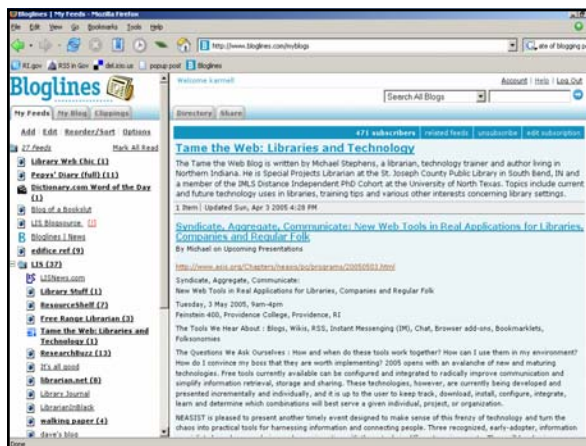 Bloglines | My Feeds - Mozilla Firefox
File Edit View Go Bookmarks Tools Help
http://www.bloglines.com/myblogs
ate of blogging p
RI.gov RSS in Gov del.icio.us popup post Bloglines
Bloglines
Welcome karmell
Account | Help | Log Out
Search All Blogs
My Feeds My Blog Clippings
Directory Share
Add Edit Reorder/Sort Options
27 feeds Mark All Read
Library Web Chic (1)
Pepys' Diary (full) (11)
Dictionary.com Word of the Day
(1)
Blog of a Bookslut
LIS Blogsource [!]
Bloglines | News
edifice ref (9)
LIS (37)
LISNews.com
Library Stuff (1)
ResourceShelf (7)
Free Range Librarian (3)
Tame the Web: Libraries and
Technology (1)
ResearchBuzz (13)
It's all good
librarian.net (8)
Library Journal
LibrarianInBlack
walking paper (4)
dave's blog
471 subscribers | related feeds | unsubscribe | edit subscription
Tame the Web: Libraries and Technology
The Tame the Web Blog is written by Michael Stephens, a librarian, technology trainer and author living in
Northern Indiana. He is Special Projects Librarian at the St. Joseph County Public Library in South Bend, IN and
a member of the IMLS Distance Independent PhD Cohort at the University of North Texas. Topics include current
and future technology uses in libraries, training tips and various other interests concerning library settings.
1 Item | Updated Sun, Apr 3 2005 4:28 PM
Syndicate, Aggregate, Communicate: New Web Tools in Real Applications for Libraries,
Companies and Regular Folk
By Michael on Upcoming Presentations
http://www.asis.org/Chapters/neasis/pc/programs/20050503.html
Syndicate, Aggregate, Communicate:
New Web Tools in Real Applications for Libraries, Companies and Regular Folk
Tuesday, 3 May 2005, 9am-4pm
Feinstein 400, Providence College, Providence, RI
The Tools We Hear About : Blogs, Wikis, RSS, Instant Messenging (IM), Chat, Browser add-ons, Bookmarklets,
Folksonomies
The Questions We Ask Ourselves : How and when do these tools work together? How can I use them in my environment?
How do I convince my boss that they are worth implementing? 2005 opens with an avalanche of new and maturing
technologies. Free tools currently available can be configured and integrated to radically improve communication and
simplify information retrieval, storage and sharing. These technologies, however, are currently being developed and
presented incrementally and individually, and it is up to the user to keep track, download, install, configure, integrate,
learn and determine which combinations will best serve a given individual, project, or organization.
NEASIST is pleased to present another timely event designed to make sense of this frenzy of technology and turn the
chaos into practical tools for harnessing information and connecting people. Three recognized, early-adopter, information
Done